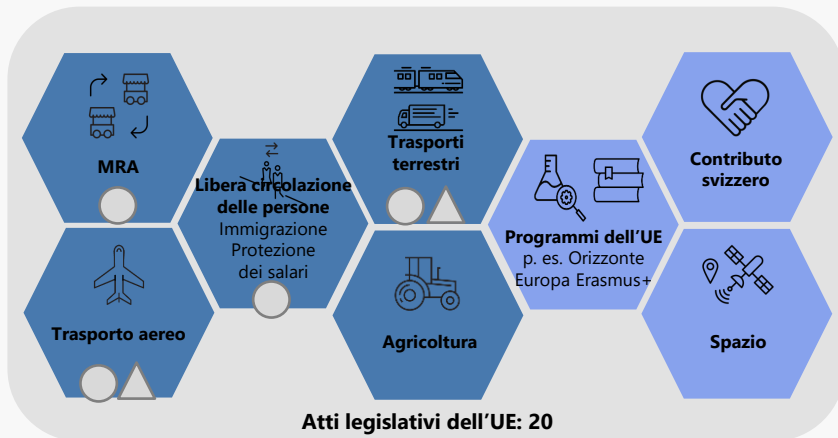 MRA
Libera circolazione
delle persone
Immigrazione
Protezione
dei salari
Trasporti
terrestri
Programmi dell'UE
p. es. Orizzonte
Europa Erasmus+
Contributo
svizzero
Trasporto aereo
Agricoltura
Spazio
Atti legislativi dell'UE: 20